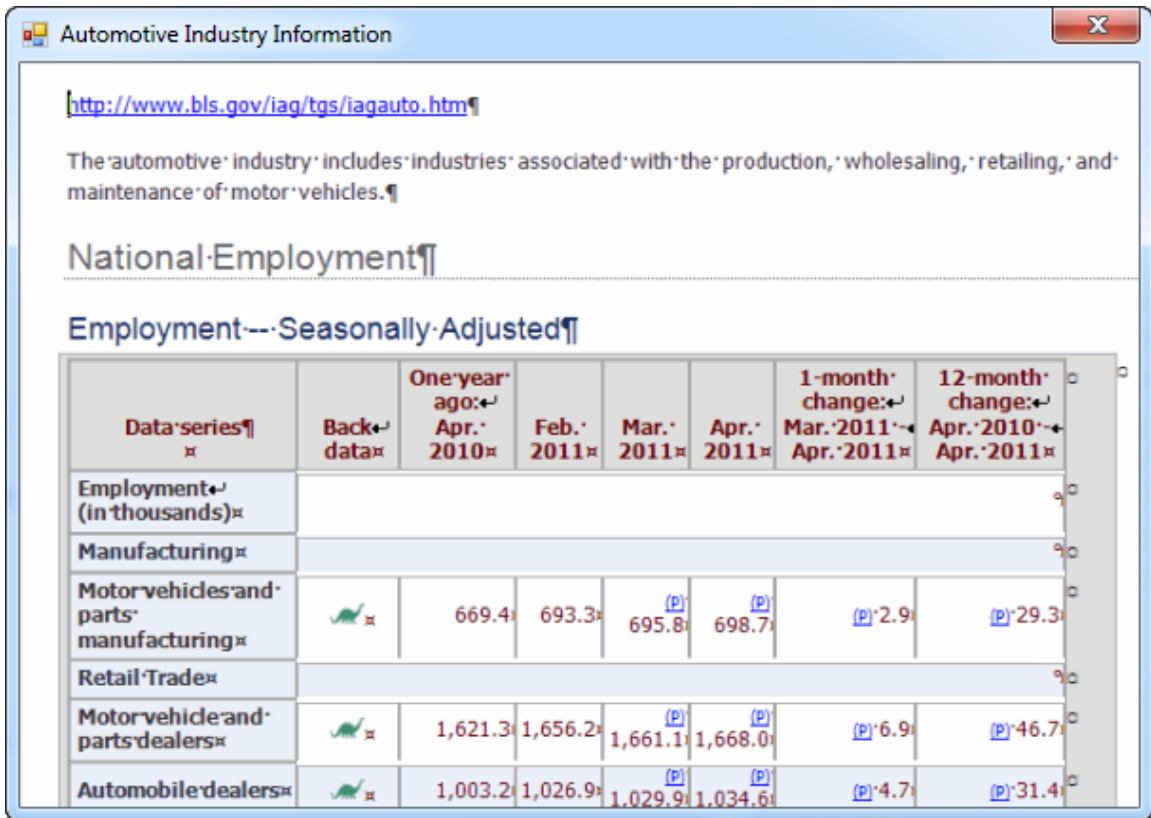 Automotive Industry Information
http://www.bls.gov/iag/tgs/iagauto.htm¶
The automotive industry includes industries associated with the production, wholesaling, retailing, and
maintenance of motor vehicles.¶
National Employment¶
Employment -- Seasonally Adjusted¶
Data series¶
Back
data
One year
ago:
Apr.
2010
Feb.
2011
Mar.
2011
Apr.
2011
1-month
change:
Mar. 2011 -
Apr. 2011
12-month
change:
Apr. 2010 -
Apr. 2011
Employment
(in thousands)
Manufacturing
Motor vehicles and
parts
manufacturing
669.4
693.3
(P)
695.8
(P)
698.7
(P) 2.9
(P) 29.3
Retail Trade
Motor vehicle and
parts dealers
1,621.3
1,656.2
(P)
1,661.1
(P)
1,668.0
(P) 6.9
(P) 46.7
Automobile dealers
1,003.2
1,026.9
(P)
1,029.9
(P)
1,034.6
(P) 4.7
(P) 31.4